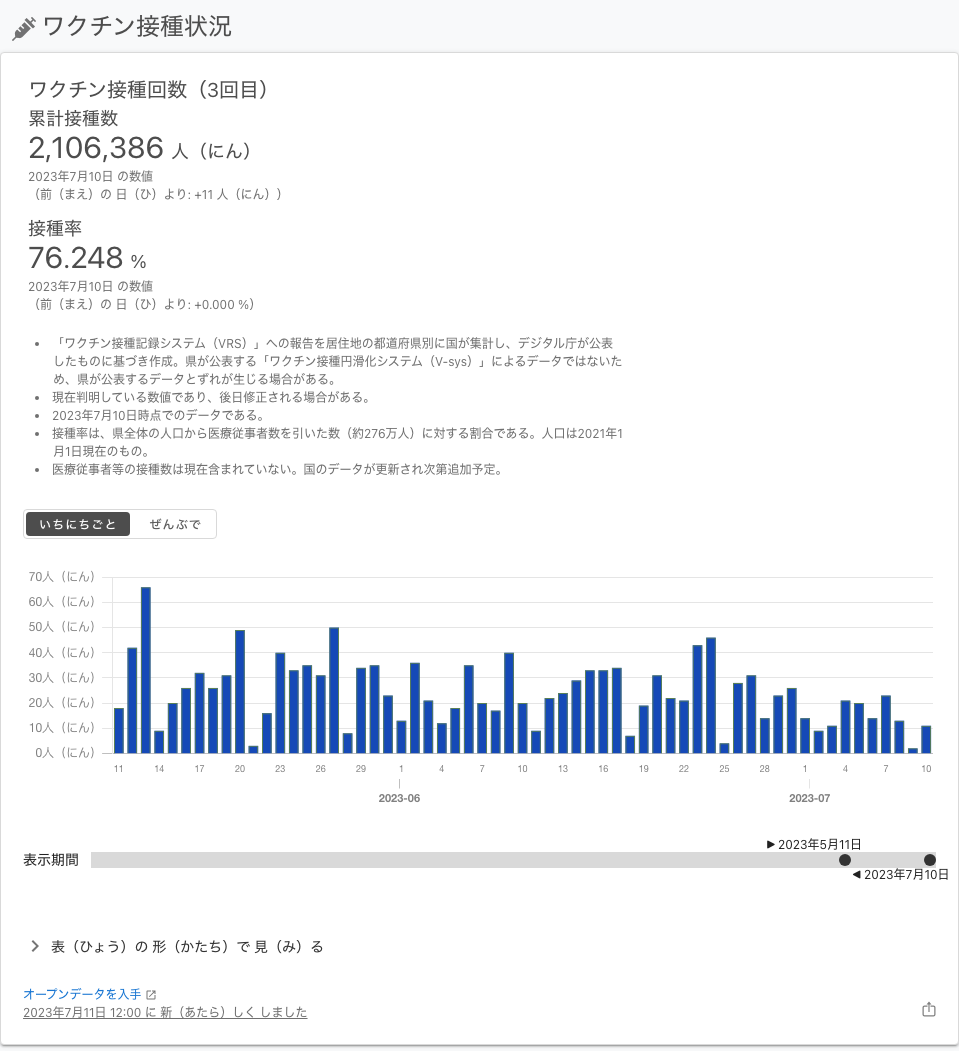 ワクチン接種状況
ワクチン接種回数（3回目）
累計接種数
2,106,386 人（にん）
2023年7月10日 の数値
（前（まえ）の 日（ひ）より: +11 人（にん））
接種率
76.248 %
2023年7月10日 の数値
（前（まえ）の 日（ひ）より: +0.000 %）
• 「ワクチン接種記録システム（VRS）」への報告を居住地の都道府県別に国が集計し、デジタル庁が公表
したものに基づき作成。県が公表する「ワクチン接種円滑化システム（V-sys）」によるデータではないた
め、県が公表するデータとずれが生じる場合がある。
• 現在判明している数値であり、後日修正される場合がある。
• 2023年7月10日時点でのデータである。
• 接種率は、県全体の人口から医療従事者数を引いた数（約276万人）に対する割合である。人口は2021年1
月1日現在のもの。
• 医療従事者等の接種数は現在含まれていない。国のデータが更新され次第追加予定。
いちにちごと ぜんぶで
70人（にん）
60人（にん）
50人（にん）
40人（にん）
30人（にん）
20人（にん）
10人（にん）
0人（にん）
11 14 17 20 23 26 29 1 4 7 10 13 16 19 22 25 28 1 4 7 10
2023-06 2023-07
▶ 2023年5月11日
表示期間
◀ 2023年7月10日
表（ひょう）の 形（かたち）で 見（み）る
オープンデータを入手
2023年7月11日 12:00 に 新（あたら）しく しました